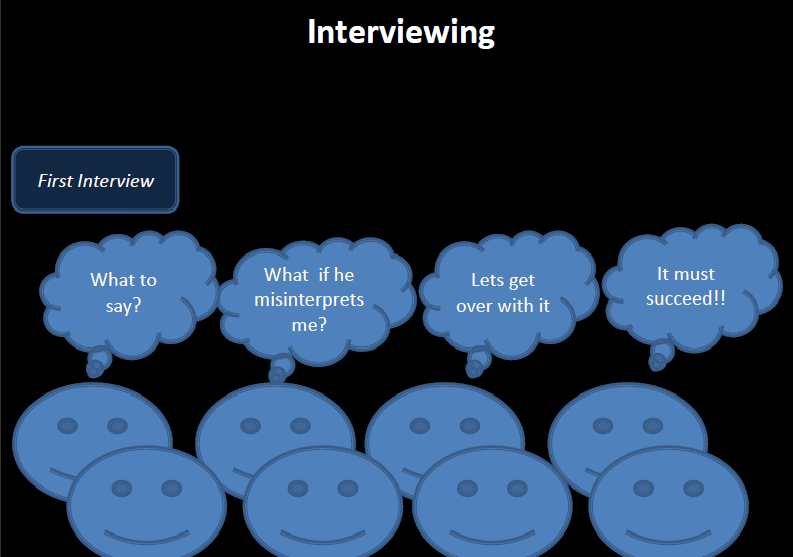 Interviewing
First Interview
What to
say?
What  if he
misinterprets
me?
Lets get
over with it
It must
succeed!!